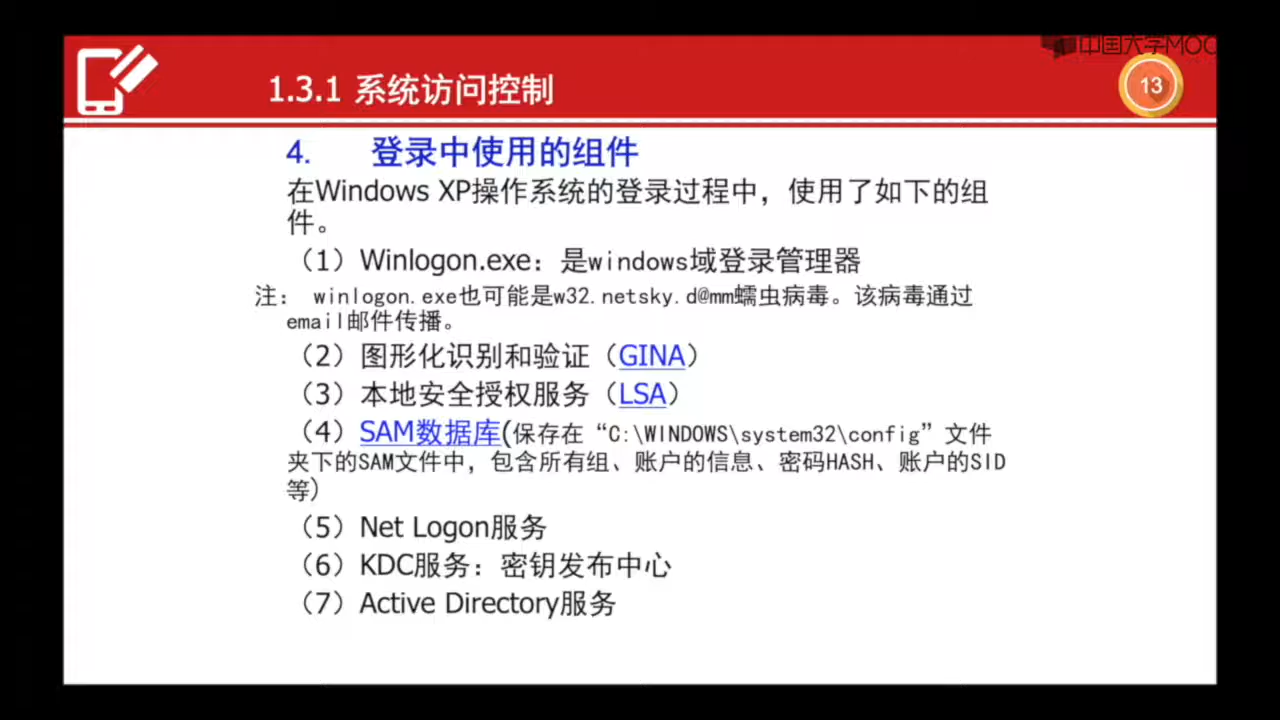 中国大学MOO
1.3.1 系统访问控制
13
4. 登录中使用的组件
在Windows XP操作系统的登录过程中，使用了如下的组
件。
（1）Winlogon.exe：是windows域登录管理器
注： winlogon.exe也可能是w32.netsky.d@mm蠕虫病毒。该病毒通过
email邮件传播。
（2）图形化识别和验证（GINA）
（3）本地安全授权服务（LSA）
（4）SAM数据库(保存在“C:\WINDOWS\system32\config”文件
夹下的SAM文件中，包含所有组、账户的信息、密码HASH、账户的SID
等)
（5）Net Logon服务
（6）KDC服务：密钥发布中心
（7）Active Directory服务